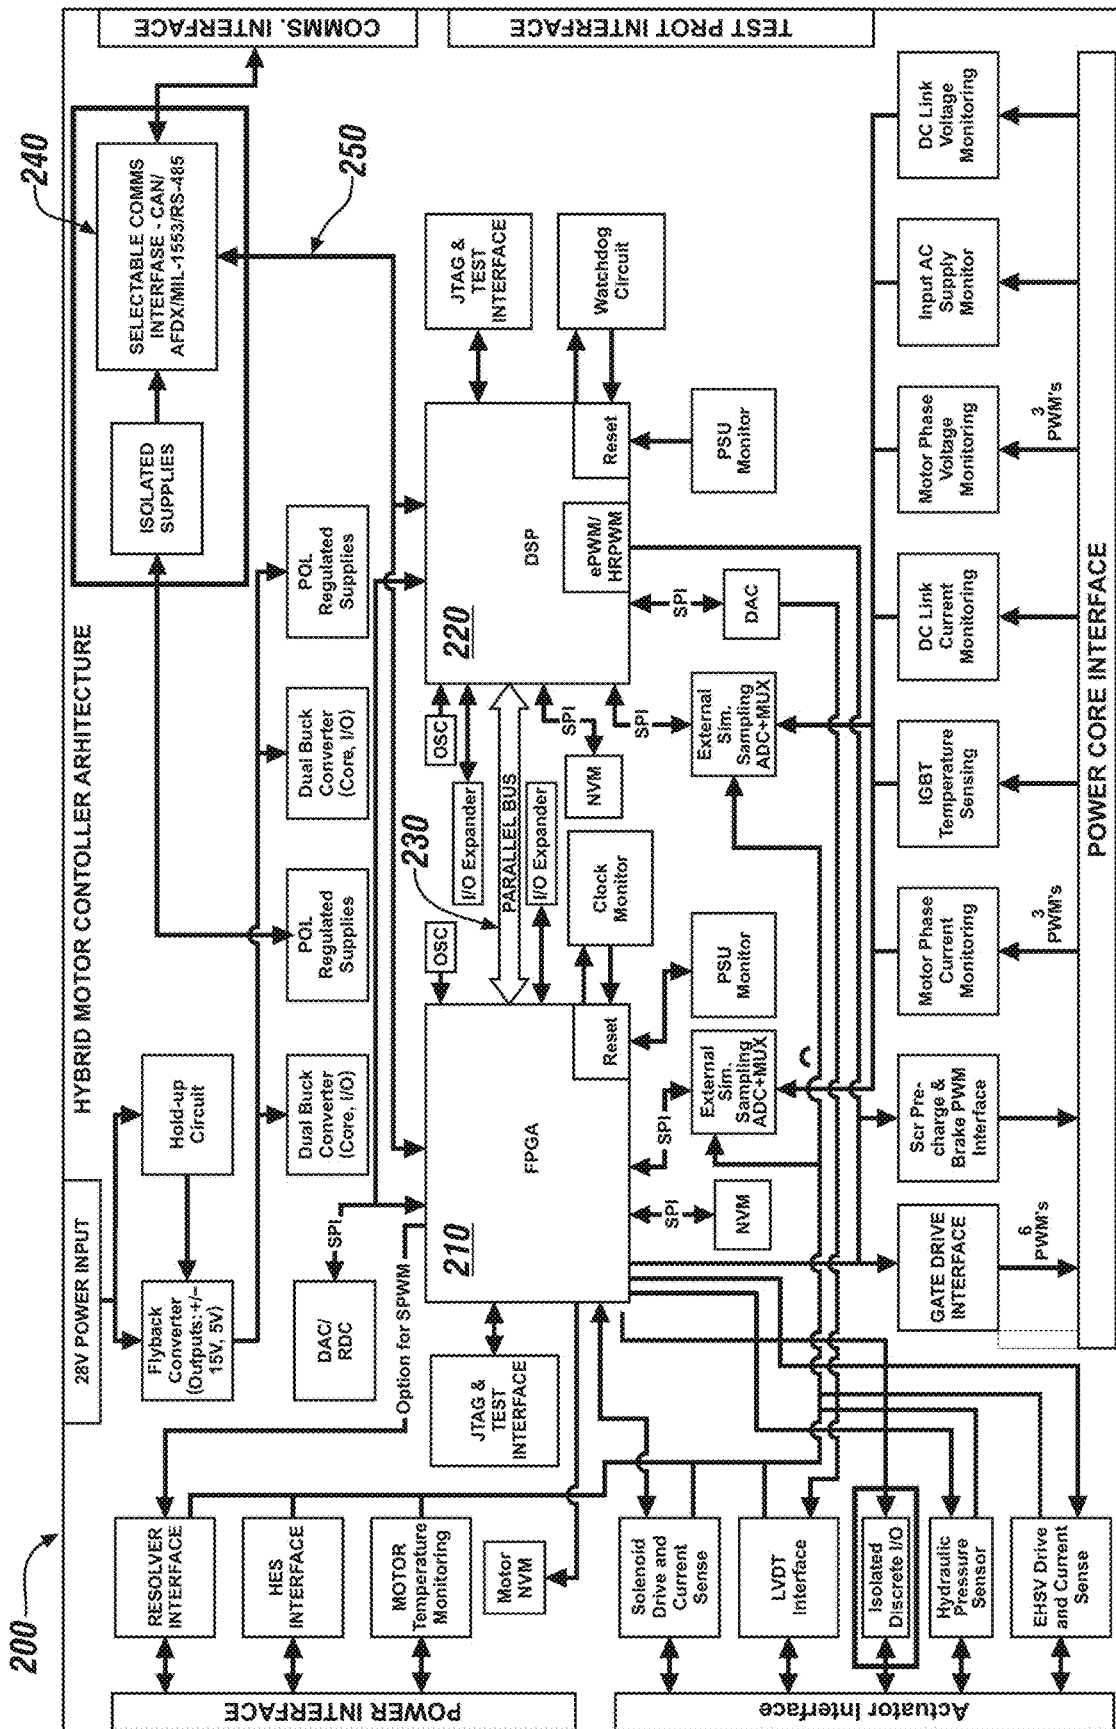 200
HYBRID MOTOR CONTOLLER ARHITECTURE
28V POWER INPUT
Hold-up
Circuit
Flyback
Converter
(Outputs:+/–
15V, 5V)
ISOLATED
SUPPLIES
SELECTABLE COMMS
INTERFASE - CAN/
AFDX/MIL-1553/RS-485
240
COMMS. INTERFACE
TEST PROT INTERFACE
250
Dual Buck
Converter
(Core, I/O)
POL
Regulated
Supplies
Dual Buck
Converter
(Core, I/O)
POL
Regulated
Supplies
POWER INTERFACE
RESOLVER
INTERFACE
HES
INTERFACE
MOTOR
Temperature
Monitoring
Motor
NVM
SPI
DAC/
RDC
Option for SPWM
JTAG &
TEST
INTERFACE
210
FPGA
Reset
OSC
OSC
I/O Expander
PARALLEL BUS
230
I/O Expander
Clock
Monitor
220
DSP
ePWM/
HRPWM
Reset
JTAG &
TEST
INTERFACE
Watchdog
Circuit
SPI
NVM
SPI
NVM
SPI
External
Sim.
Sampling
ADC+MUX
PSU
Monitor
SPI
External
Sim.
Sampling
ADC+MUX
SPI
DAC
PSU
Monitor
Actuator Interface
Solenoid
Drive and
Current
Sense
LVDT
Interface
Isolated
Discrete I/O
Hydraulic
Pressure
Sensor
EHSV Drive
and Current
Sense
GATE DRIVE
INTERFACE
Scr Pre-
charge &
Brake PWM
Interface
Motor Phase
Current
Monitoring
IGBT
Temperature
Sensing
DC Link
Current
Monitoring
Motor Phase
Voltage
Monitoring
Input AC
Supply
Monitor
DC Link
Voltage
Monitoring
6
PWM's
3
PWM's
3
PWM's
POWER CORE INTERFACE